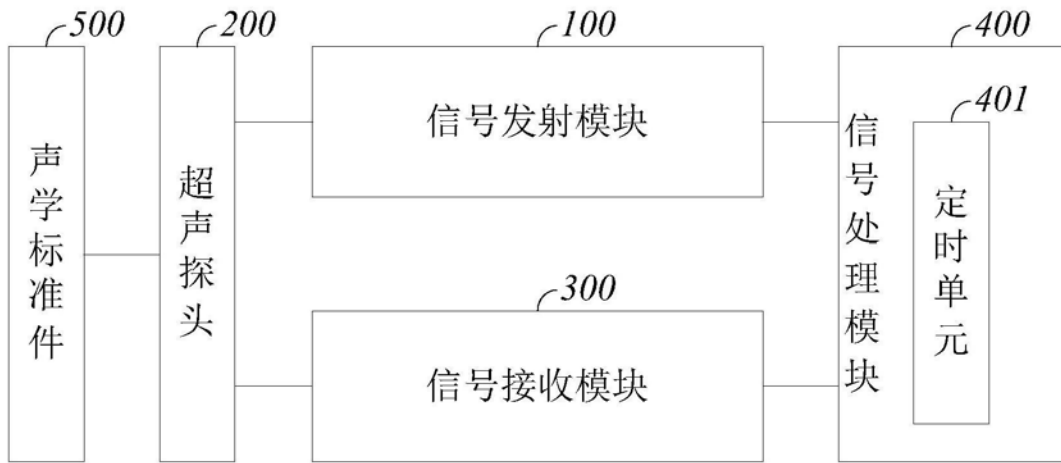 500
200
100
400
401
声学标准件
超声探头
信号发射模块
信号处理模块
定时单元
300
信号接收模块